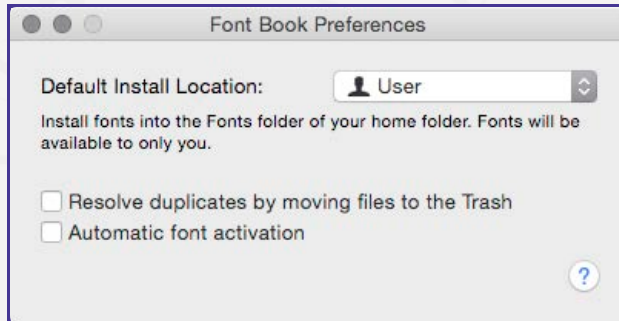 Font Book Preferences
Default Install Location: User
Install fonts into the Fonts folder of your home folder. Fonts will be
available to only you.
Resolve duplicates by moving files to the Trash
Automatic font activation
?